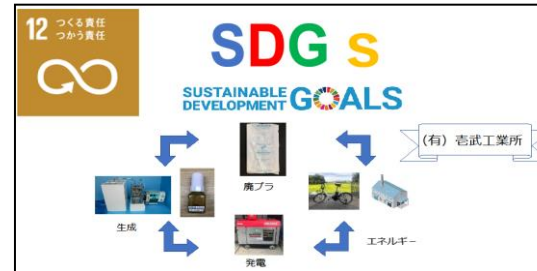 12 つくる責任
つかう責任
SDG s
SUSTAINABLE
DEVELOPMENT GOALS
(有) 壱武工業所
廃プラ
生成
エネルギー
発電